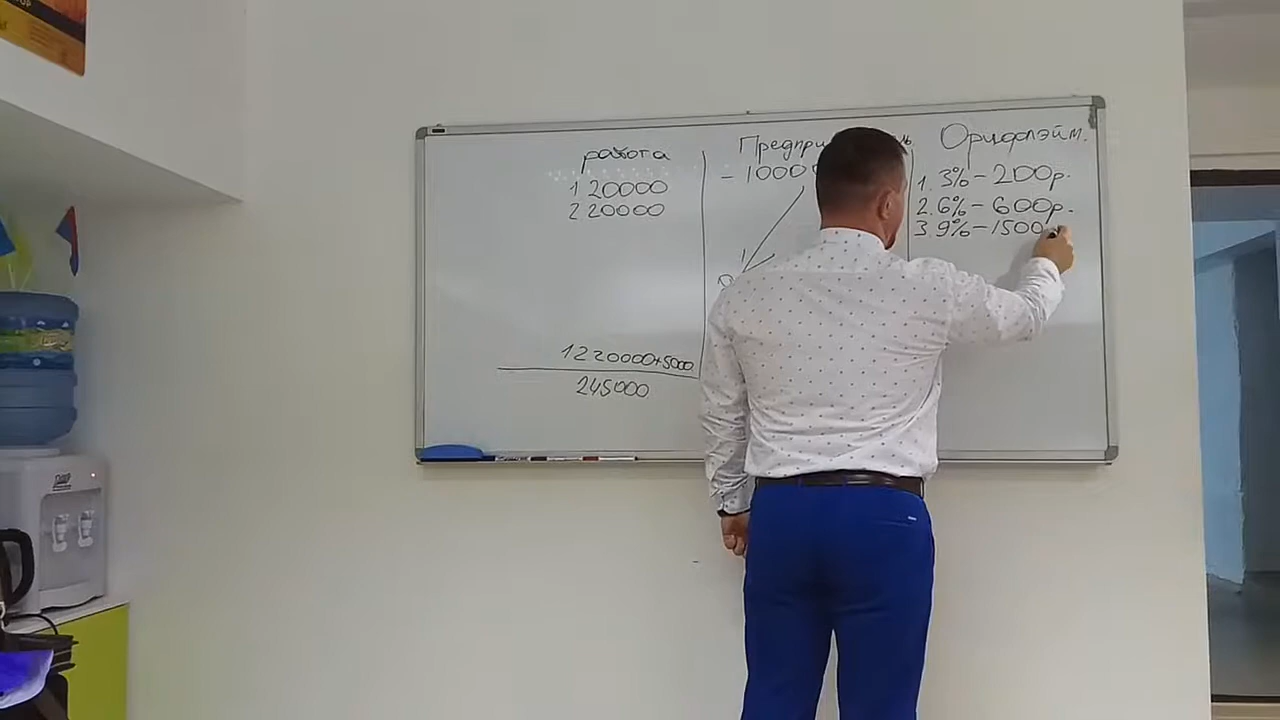 работа
1 20000
2 20000
12 20000+5000
245000
- 10000
Орифлэйм.
1. 3% - 200р.
2. 6% - 600р.
3 9% - 1500